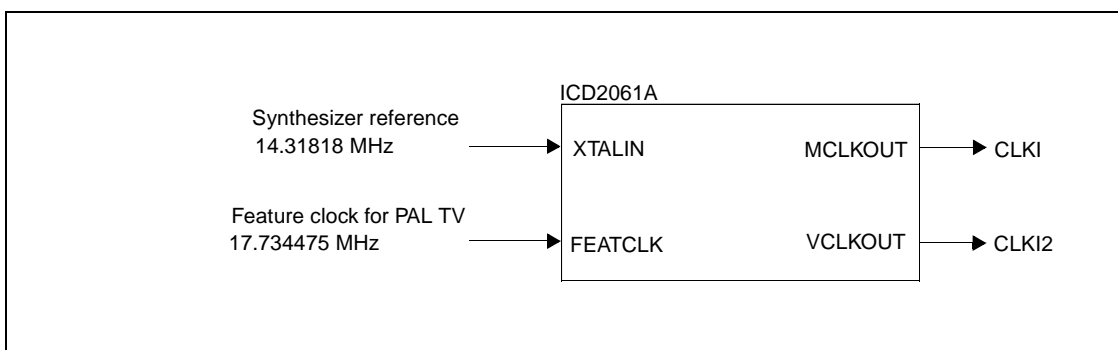 ICD2061A
Synthesizer reference
14.31818 MHz
XTALIN
MCLKOUT
CLKI
Feature clock for PAL TV
17.734475 MHz
FEATCLK
VCLKOUT
CLKI2